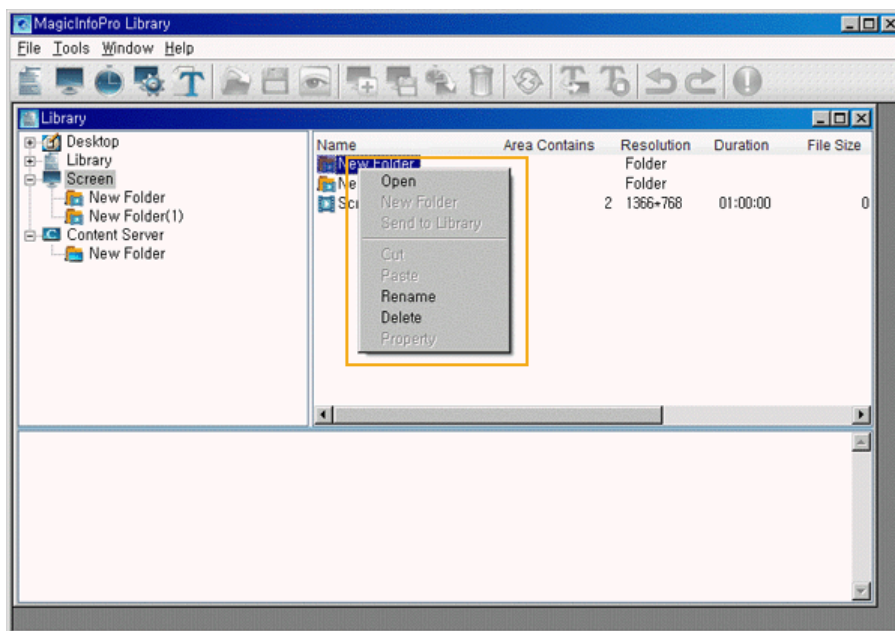 MagicInfoPro Library
File Tools Window Help
Library
Desktop
Library
Screen
New Folder
New Folder(1)
Content Server
New Folder
Name Area Contains Resolution Duration File Size
New Folder Folder
Ne Folder
Scr 2 1366*768 01:00:00 0
Open
New Folder
Send to Library
Cut
Paste
Rename
Delete
Property